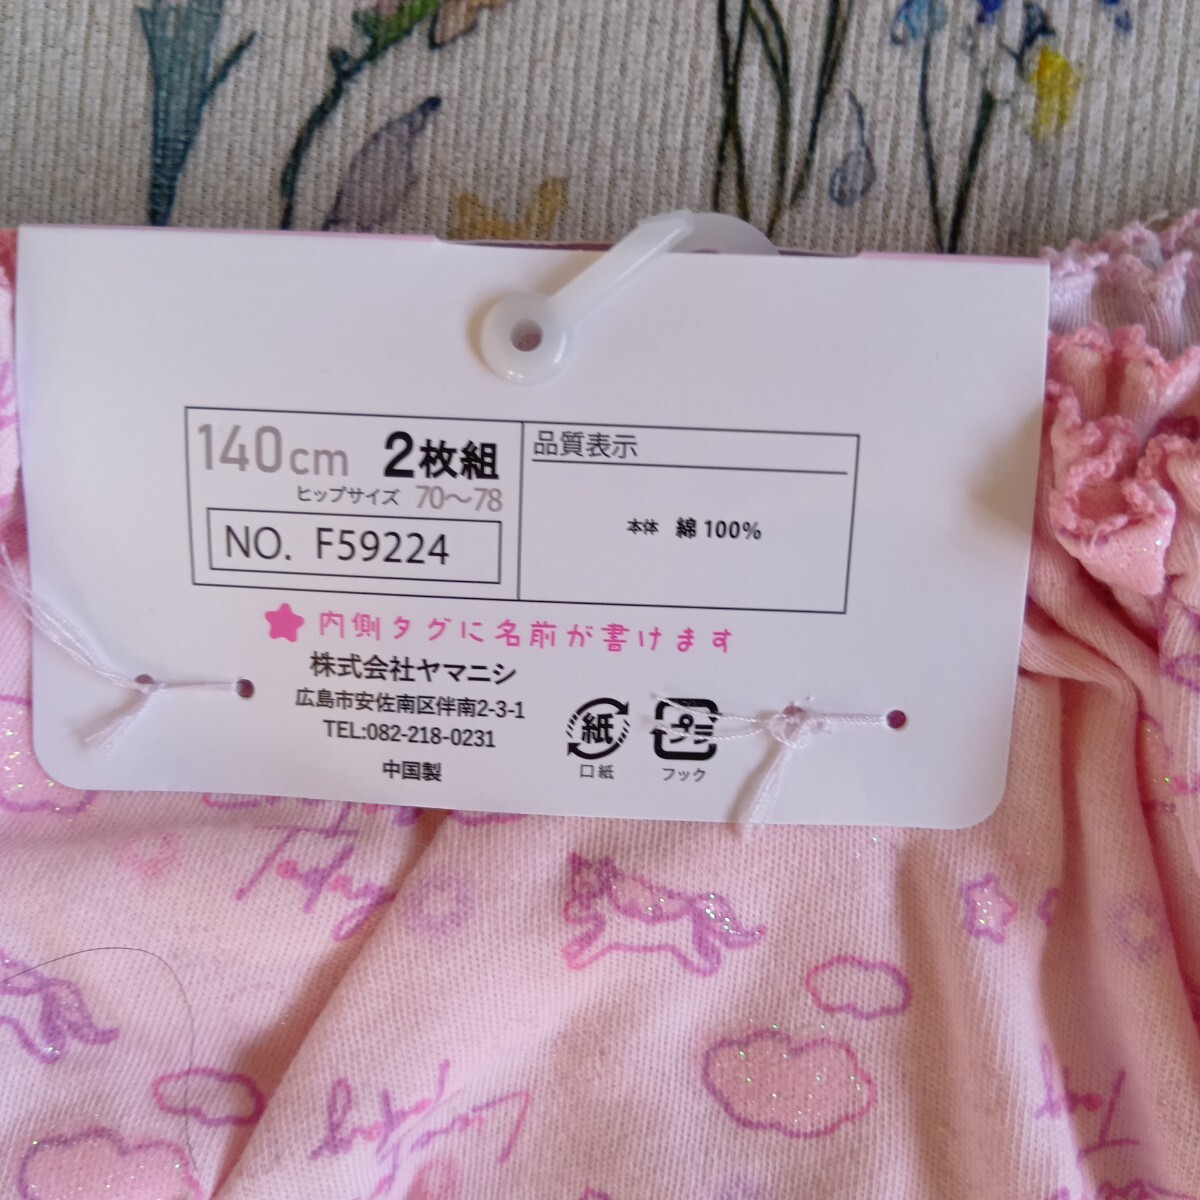 140cm 2枚組
ヒップサイズ 70～78
NO. F59224
品質表示
本体 綿 100%
★内側タグに名前が書けます
株式会社ヤマニシ
広島市安佐南区伴南2-3-1
TEL:082-218-0231
中国製
紙
口紙
プラ
フック
Today